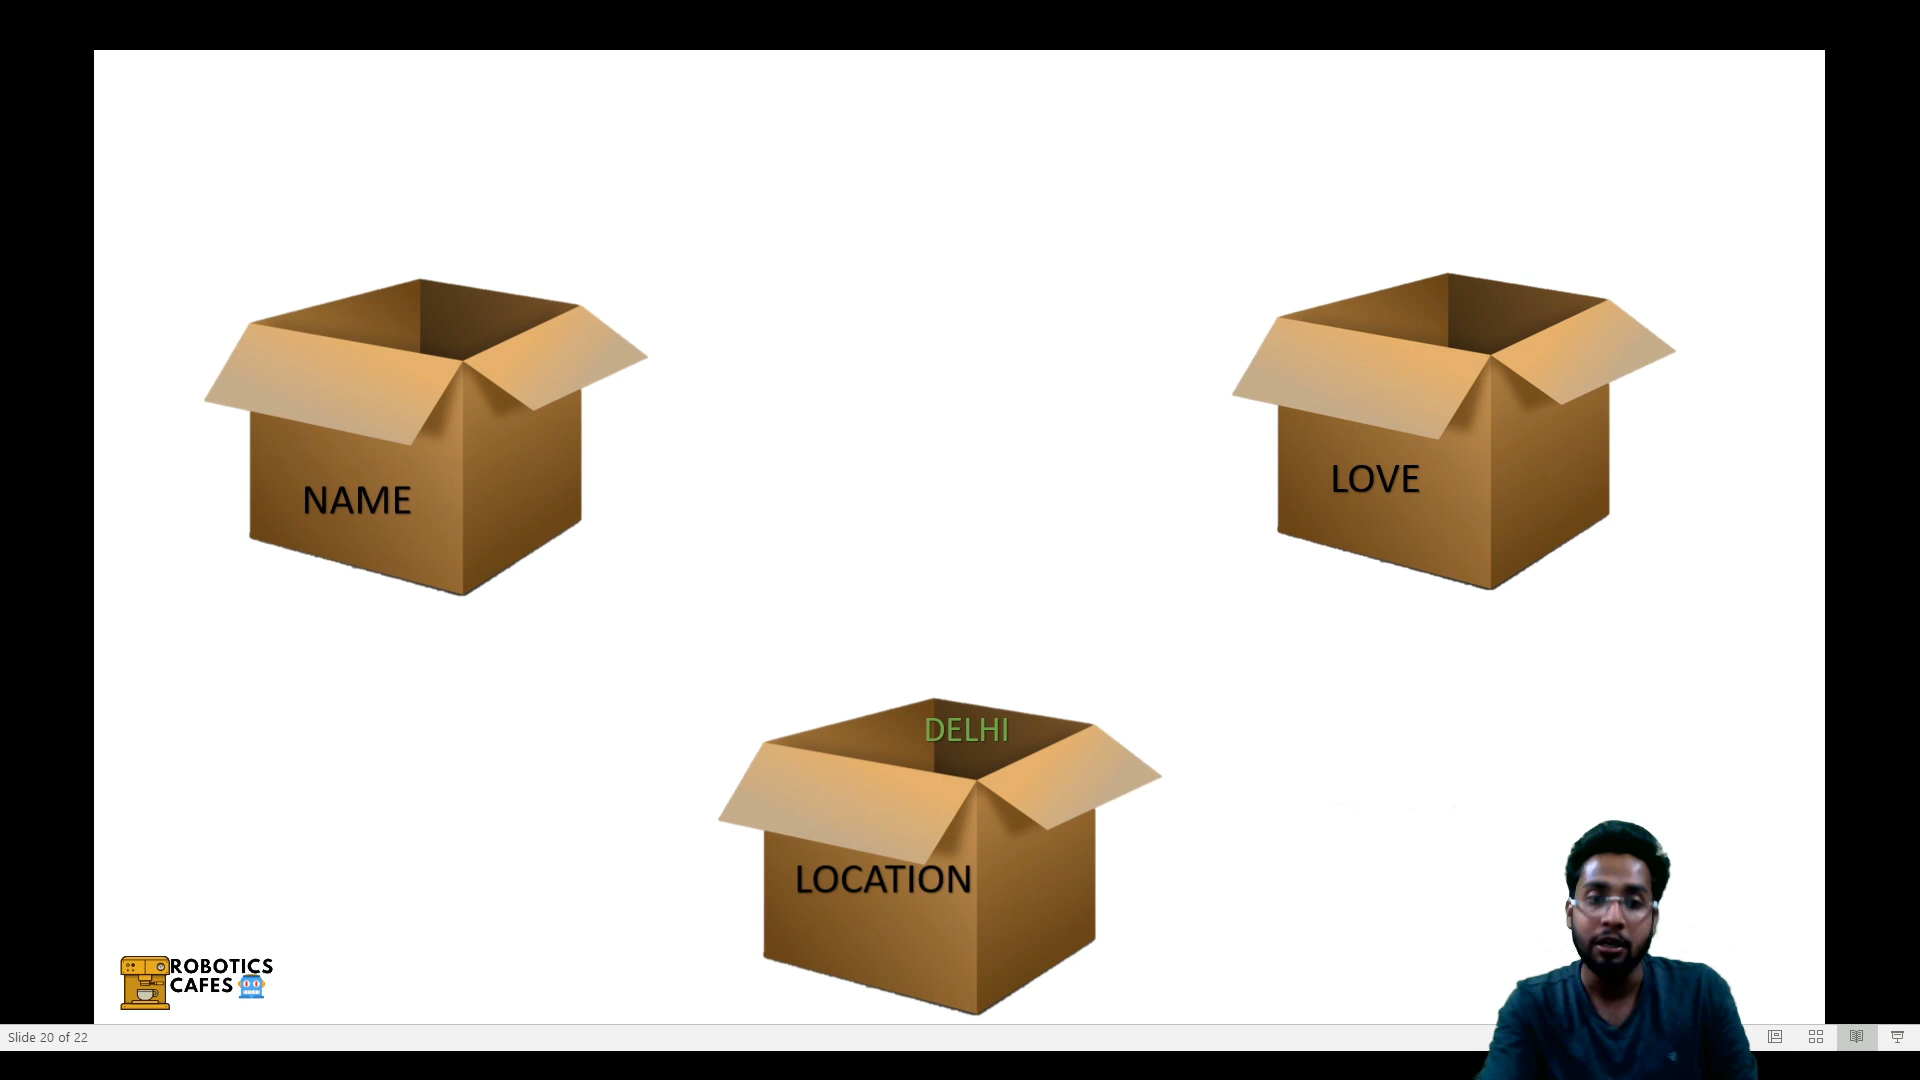 NAME
LOVE
DELHI
LOCATION
ROBOTICS
CAFES
Slide 20 of 22